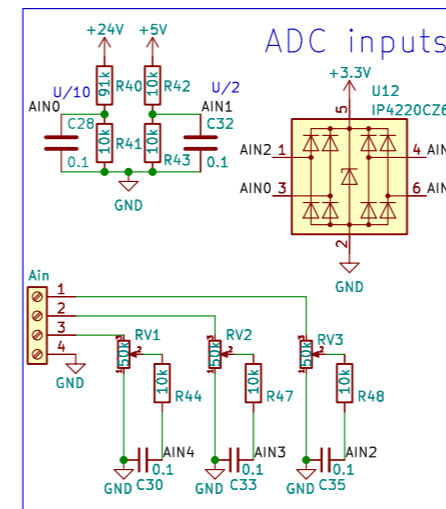 ADC inputs
+24V +5V
91k R40 10k R42
U/10 U/2
AIN0 AIN1
C28 10k R41 10k R43 C32
0.1 0.1
GND
+3.3V
U12
IP4220CZ6
5
AIN2 1 4
AIN0 3 6
2
GND
Ain
1
2
3
4
GND
RV1 RV2 RV3
50k 50k 50k
1 2 3 1 2 3 1 2 3
10k R44 10k R47 10k R48
AIN4 AIN3 AIN2
0.1 0.1 0.1
GND C30 GND C33 GND C35